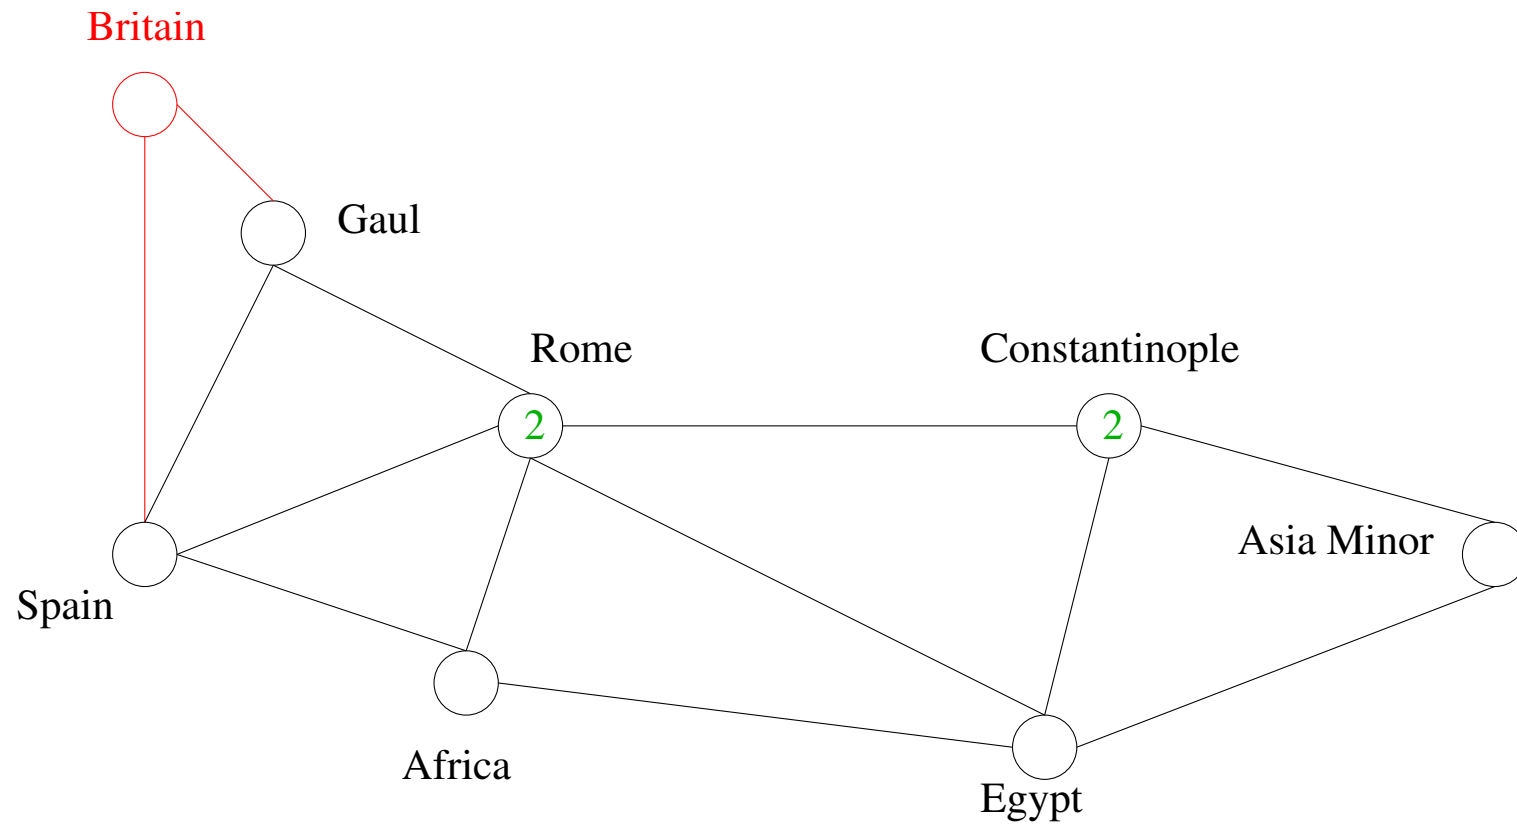 Britain
Gaul
Rome
Constantinople
2
2
Asia Minor
Spain
Africa
Egypt